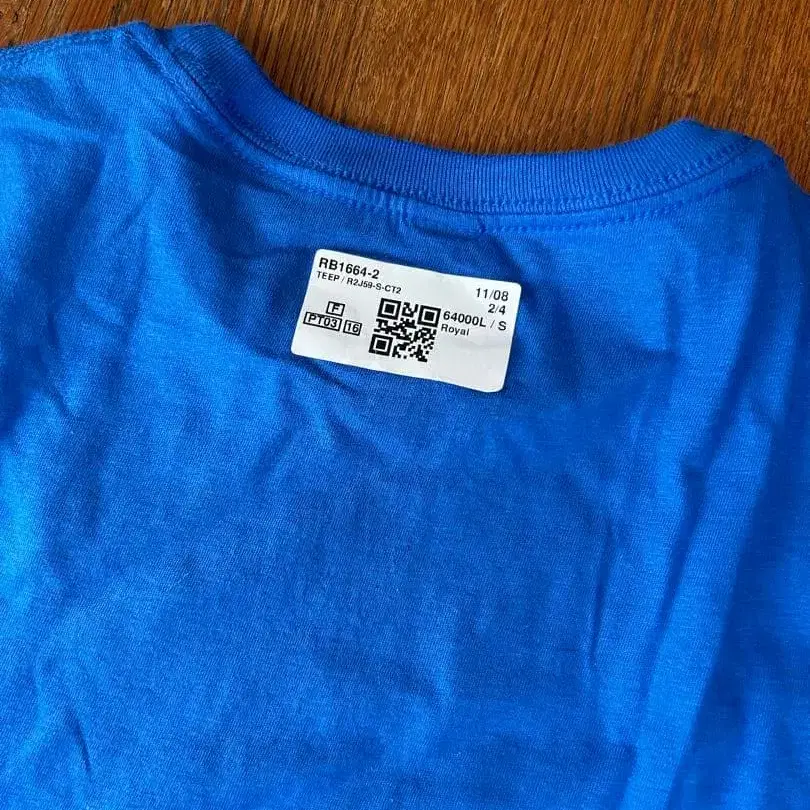 RB1664-2
TEEP / R2J59-S-CT2
11/08
2/4
F
PT03 16
64000L / S
Royal